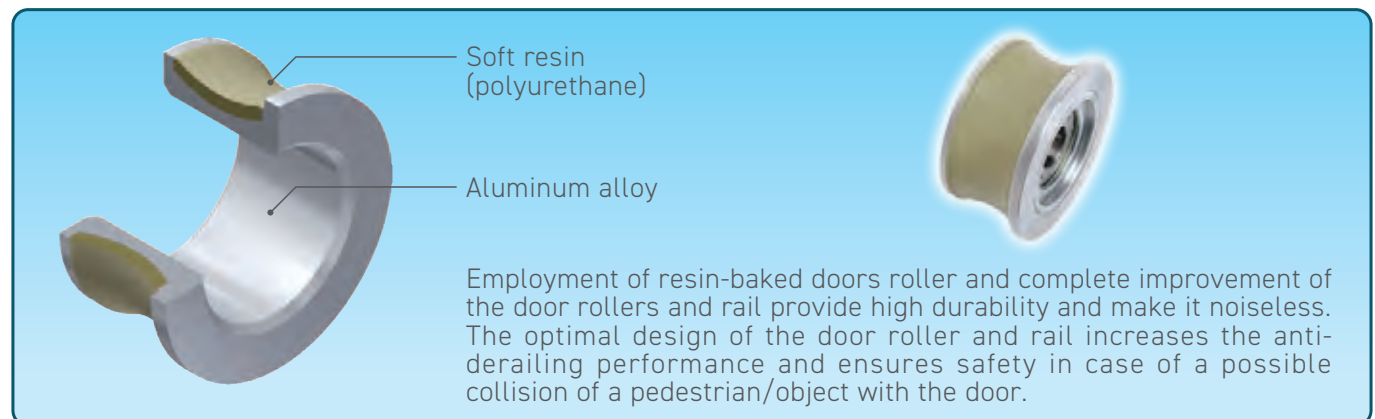 Soft resin
(polyurethane)
Aluminum alloy
Employment of resin-baked doors roller and complete improvement of
the door rollers and rail provide high durability and make it noiseless.
The optimal design of the door roller and rail increases the anti-
derailing performance and ensures safety in case of a possible
collision of a pedestrian/object with the door.